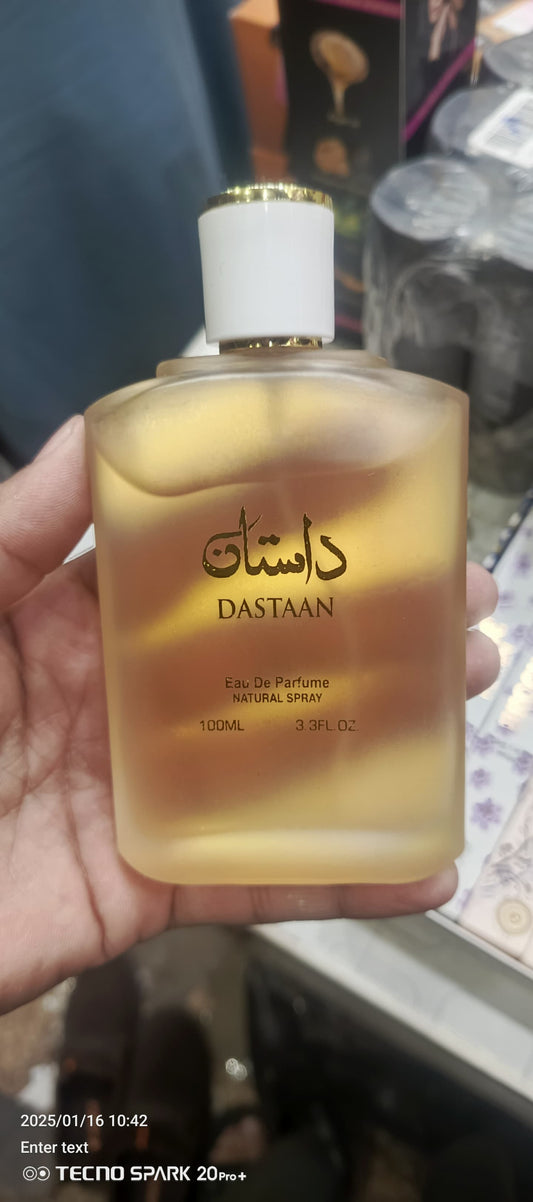 داستان
DASTAAN
Eau De Parfume
NATURAL SPRAY
100ML 3.3FL.OZ.
2025/01/16 10:42
Enter text
TECNO SPARK 20Pro+